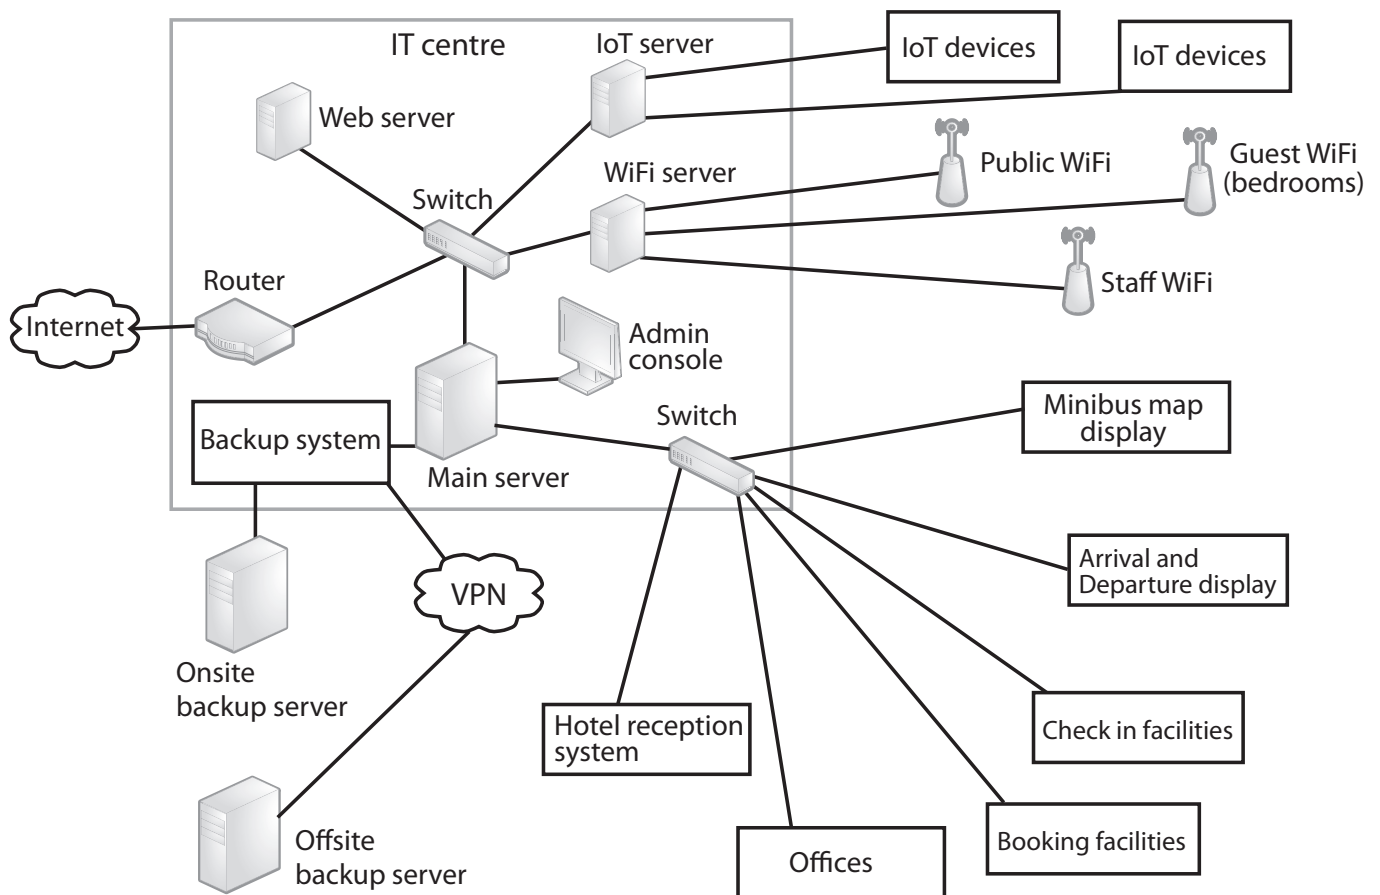 IT centre
IoT server
IoT devices
IoT devices
Web server
Public WiFi
Guest WiFi
(bedrooms)
WiFi server
Switch
Staff WiFi
Router
Internet
Admin
console
Minibus map
display
Switch
Backup system
Main server
Arrival and
Departure display
VPN
Onsite
backup server
Hotel reception
system
Check in facilities
Offsite
backup server
Offices
Booking facilities